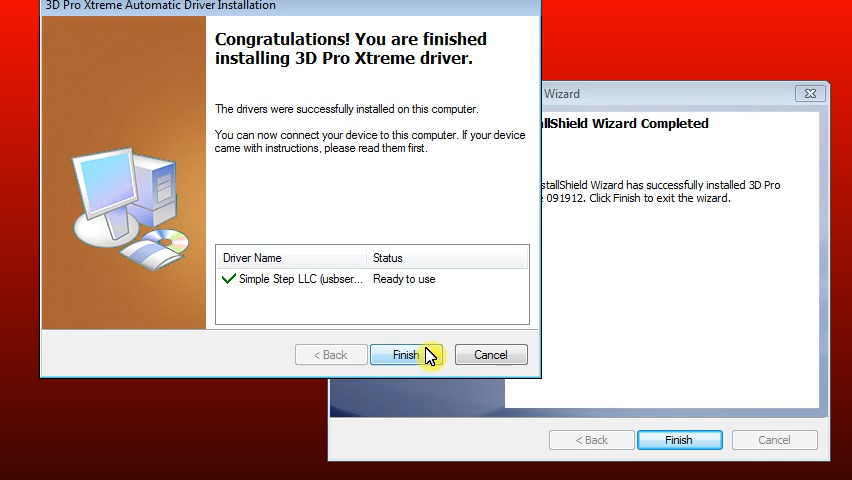 3D Pro Xtreme Automatic Driver Installation
Congratulations! You are finished
installing 3D Pro Xtreme driver.
The drivers were successfully installed on this computer.
You can now connect your device to this computer. If your device
came with instructions, please read them first.
Driver Name Status
Simple Step LLC (usbser... Ready to use
< Back Finish Cancel
Wizard
allShield Wizard Completed
stallShield Wizard has successfully installed 3D Pro
e 091912. Click Finish to exit the wizard.
< Back Finish Cancel